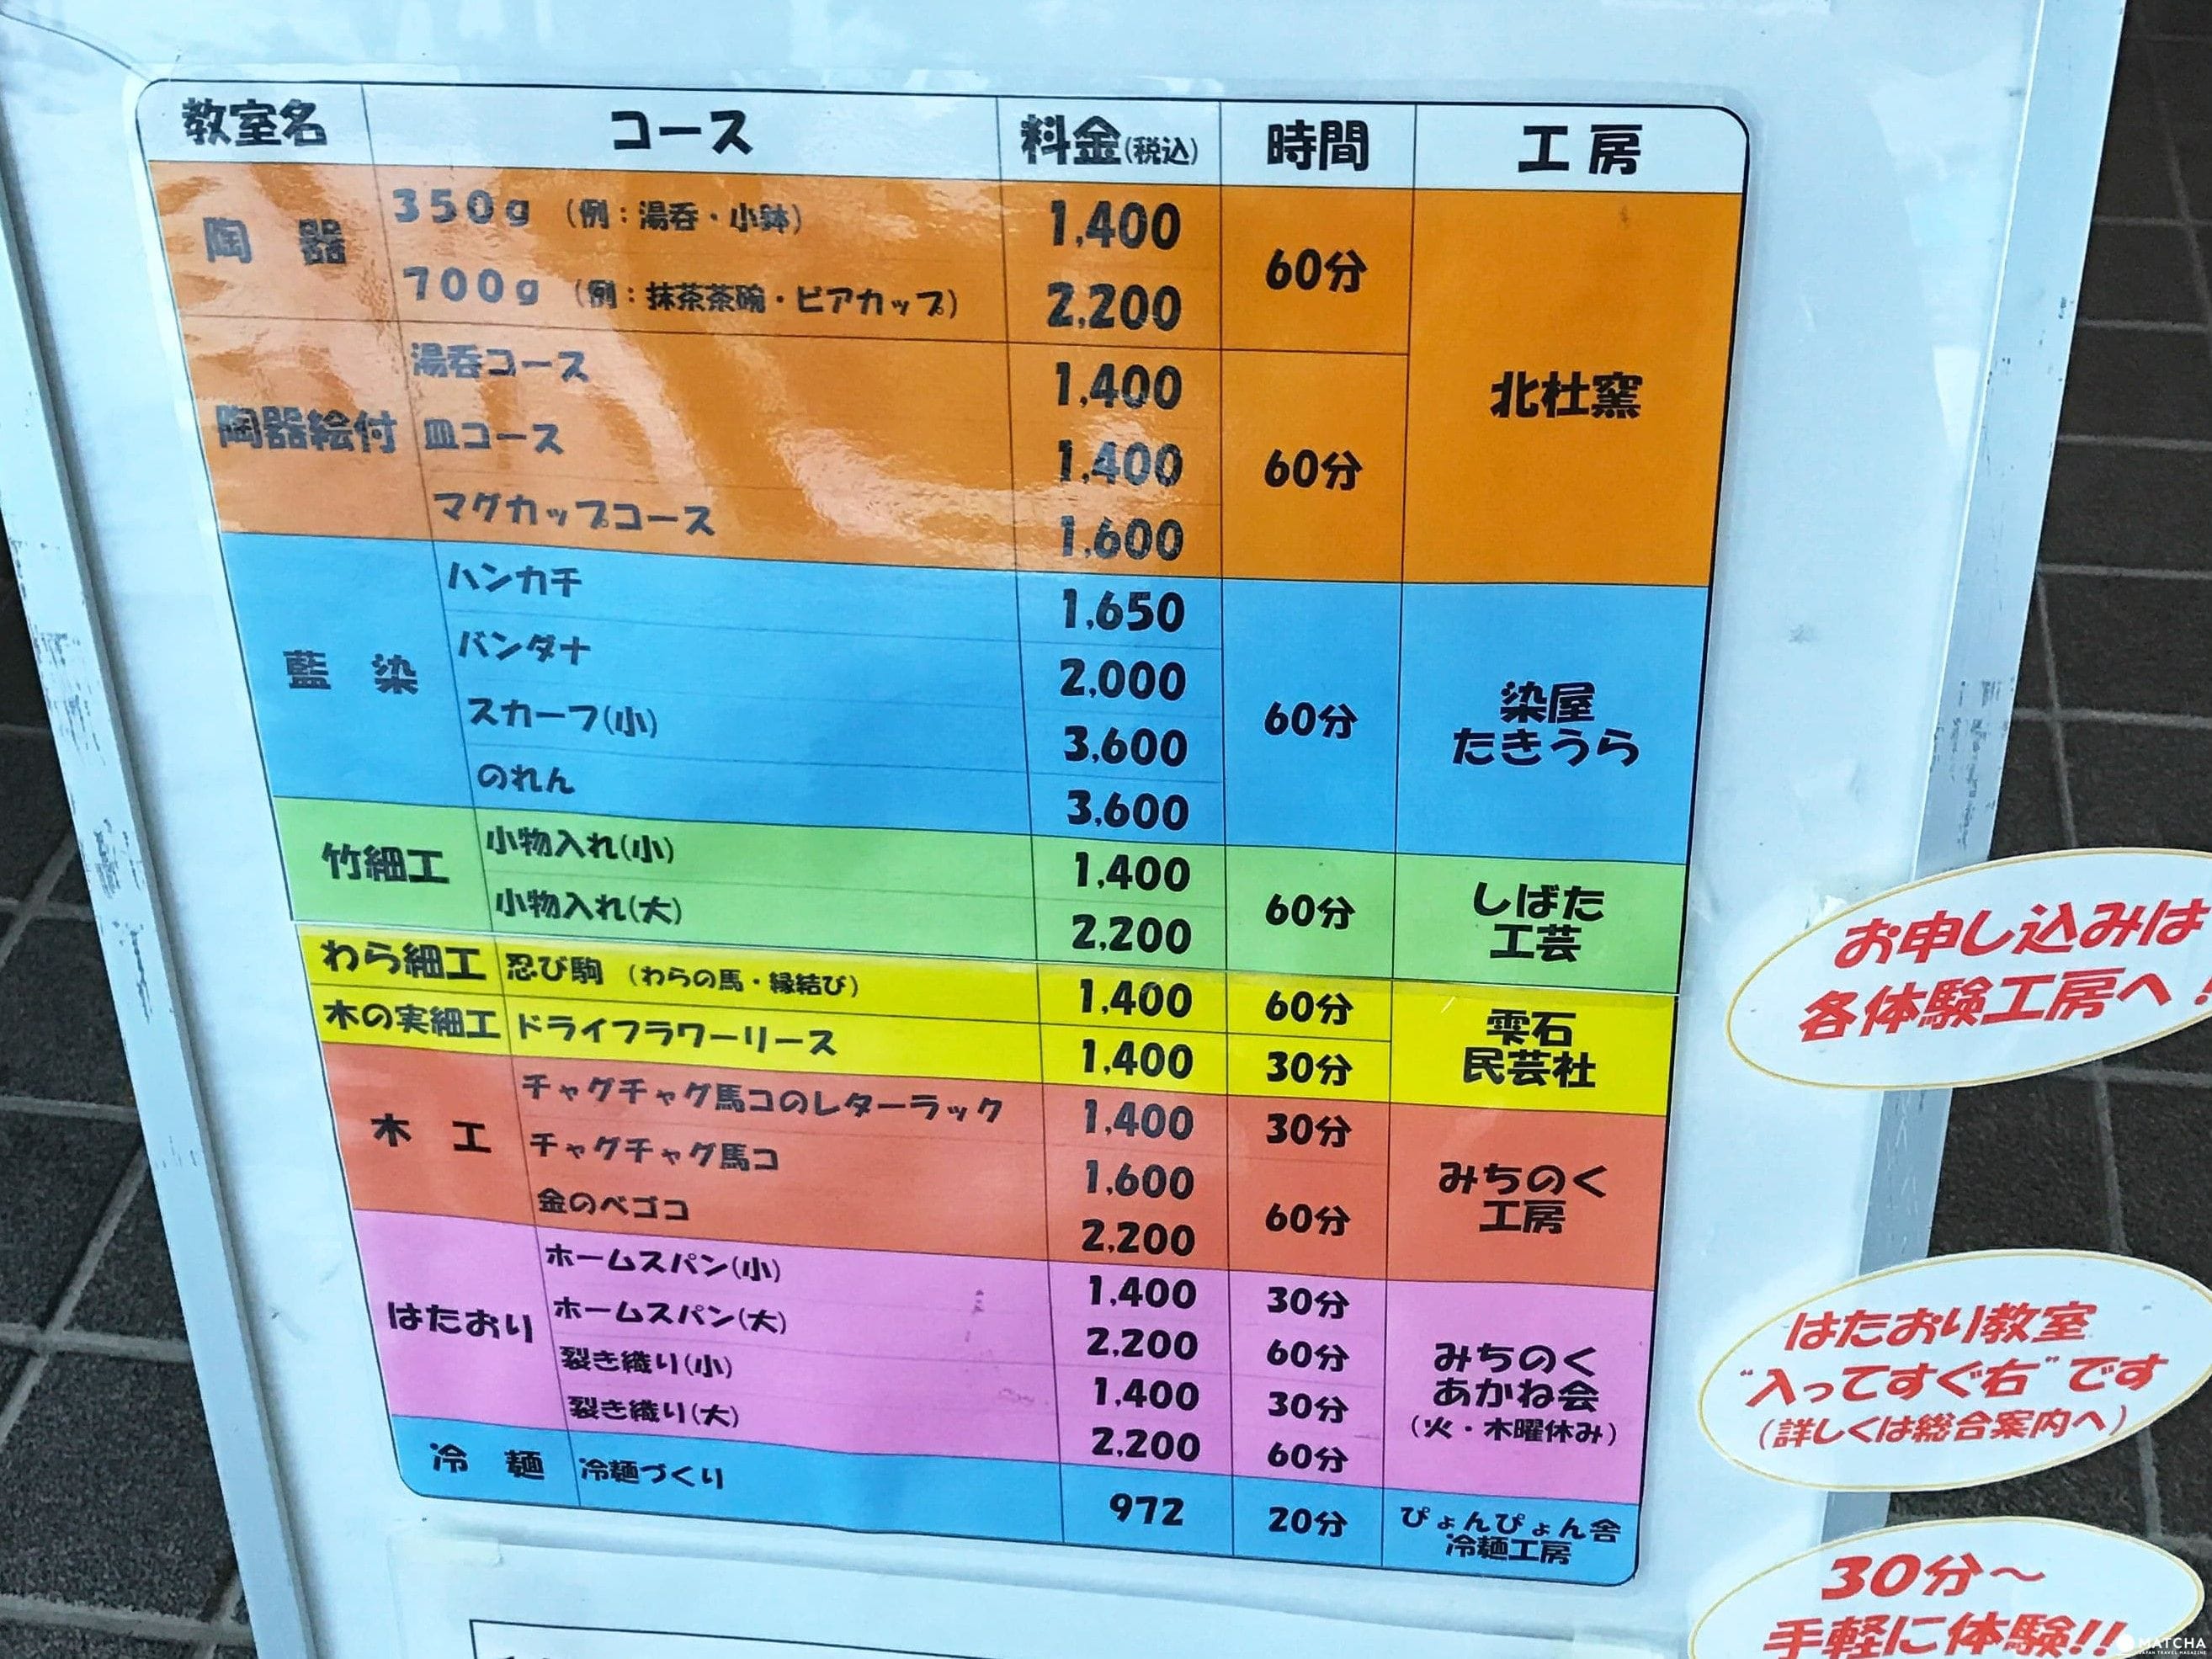 教室名 コース 料金(税込) 時間 工房
陶器 350g (例：湯呑・小鉢) 1,400 60分 北杜窯
700g (例：抹茶茶碗・ビアカップ) 2,200
陶器絵付 湯呑コース 1,400 60分
皿コース 1,400
マグカップコース 1,600
藍染 ハンカチ 1,650 60分 染屋
たきうら
バンダナ 2,000
スカーフ(小) 3,600
のれん 3,600
竹細工 小物入れ(小) 1,400 60分 しばた
工芸
小物入れ(大) 2,200
わら細工 忍び駒 (わらの馬・縁結び) 1,400 60分 雫石
民芸社
木の実細工 ドライフラワーリース 1,400 30分
木工 チャグチャグ馬コのレターラック 1,400 30分 みちのく
工房
チャグチャグ馬コ 1,600 60分
金のベゴコ 2,200
はたおり ホームスパン(小) 1,400 30分 みちのく
あかね会
(火・木曜休み)
ホームスパン(大) 2,200 60分
裂き織り(小) 1,400 30分
裂き織り(大) 2,200 60分
冷麺 冷麺づくり 972 20分 ぴょんぴょん舎
冷麺工房
お申し込みは
各体験工房へ！
はたおり教室
"入ってすぐ右"です
(詳しくは総合案内へ)
30分～
手軽に体験!!
MATCHA
JAPAN TRAVEL MAGAZINE